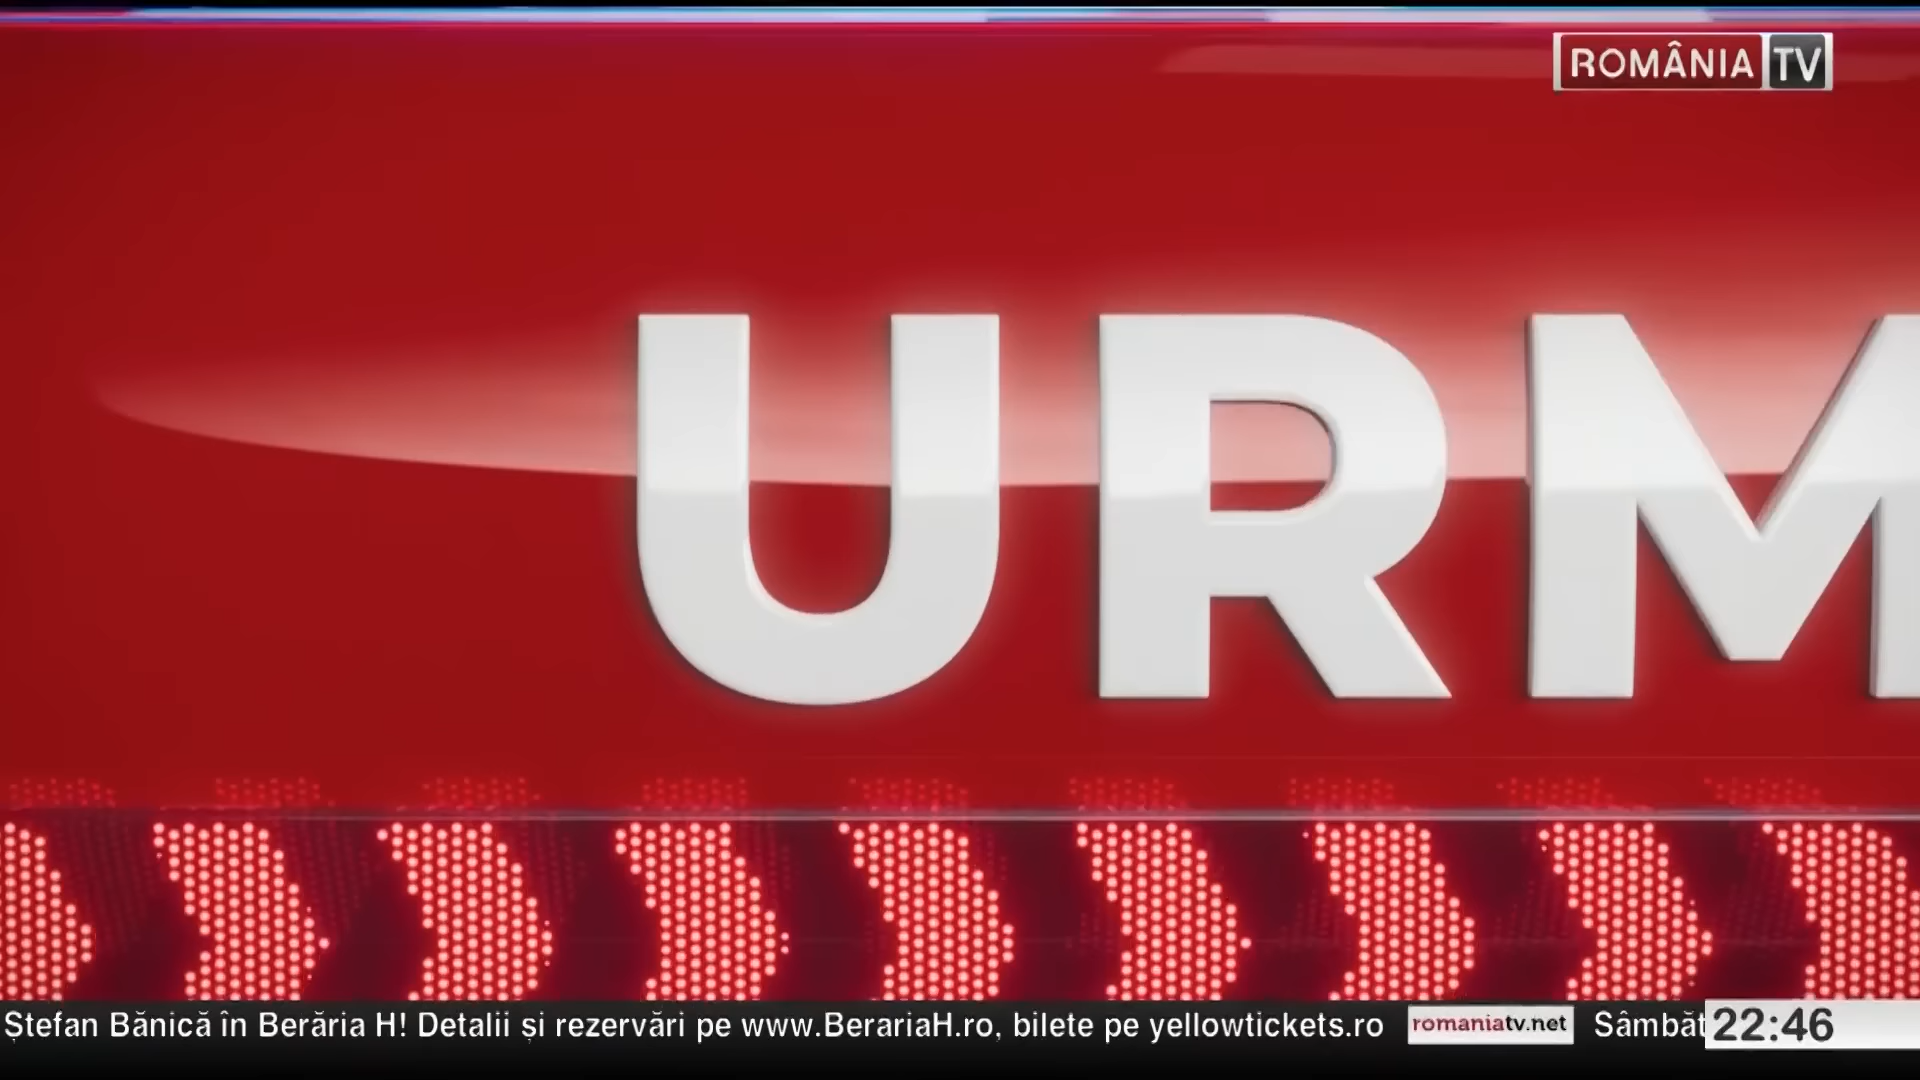 ROMÂNIA TV
URM
Ștefan Bănică în Berăria H! Detalii și rezervări pe www.BerariaH.ro, bilete pe yellowtickets.ro romaniatv.net Sâmbăt 22:46